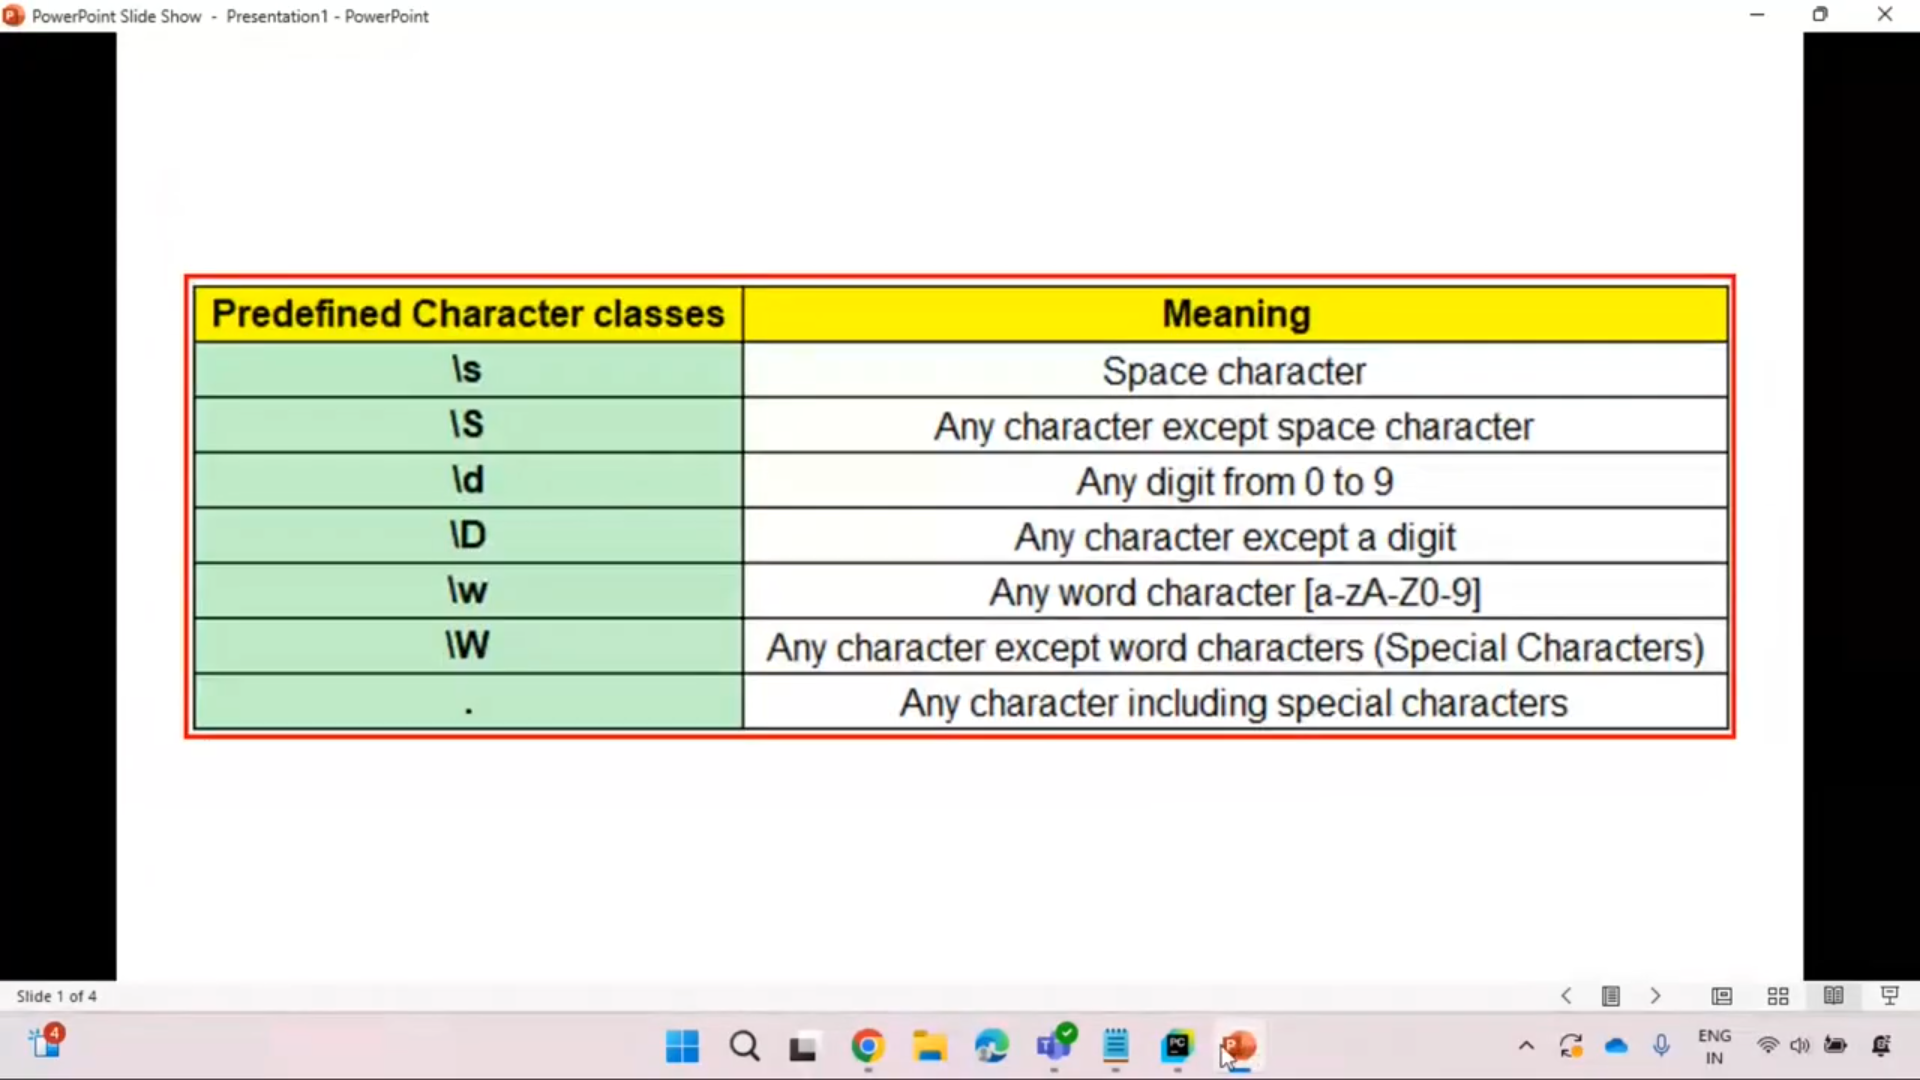 PowerPoint Slide Show - Presentation1 - PowerPoint
Predefined Character classes Meaning
\s Space character
\S Any character except space character
\d Any digit from 0 to 9
\D Any character except a digit
\w Any word character [a-zA-Z0-9]
\W Any character except word characters (Special Characters)
. Any character including special characters
Slide 1 of 4
4
PC
ENG
IN